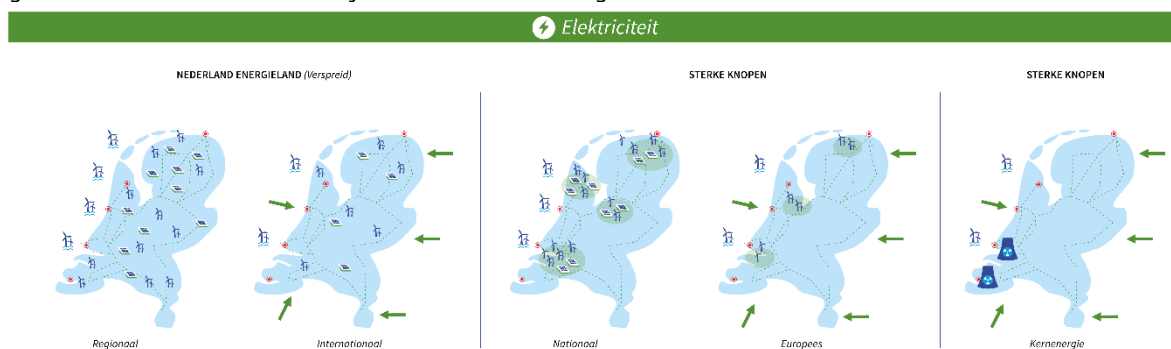 Elektriciteit
NEDERLAND ENERGIELAND (Verspreid)
STERKE KNOPEN
STERKE KNOPEN
Regionaal
Internationaal
Nationaal
Europees
Kernenergie